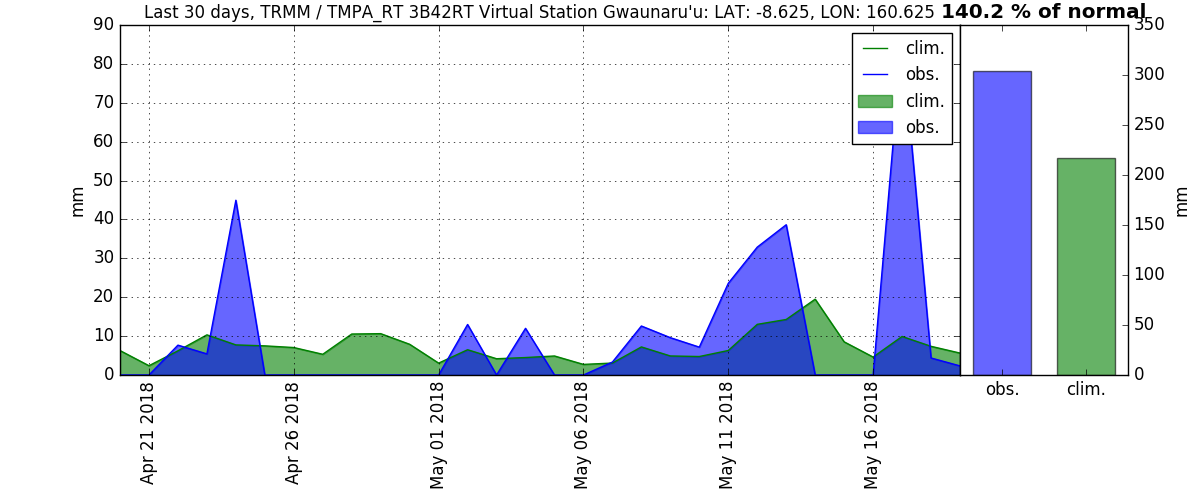 Last 30 days, TRMM / TMPA_RT 3B42RT Virtual Station Gwaunaru'u: LAT: -8.625, LON: 160.625 140.2 % of normal
90
80
70
60
50
40
30
20
10
0
mm
Apr 21 2018
Apr 26 2018
May 01 2018
May 06 2018
May 11 2018
May 16 2018
clim.
obs.
clim.
obs.
350
300
250
200
150
100
50
0
mm
obs.
clim.